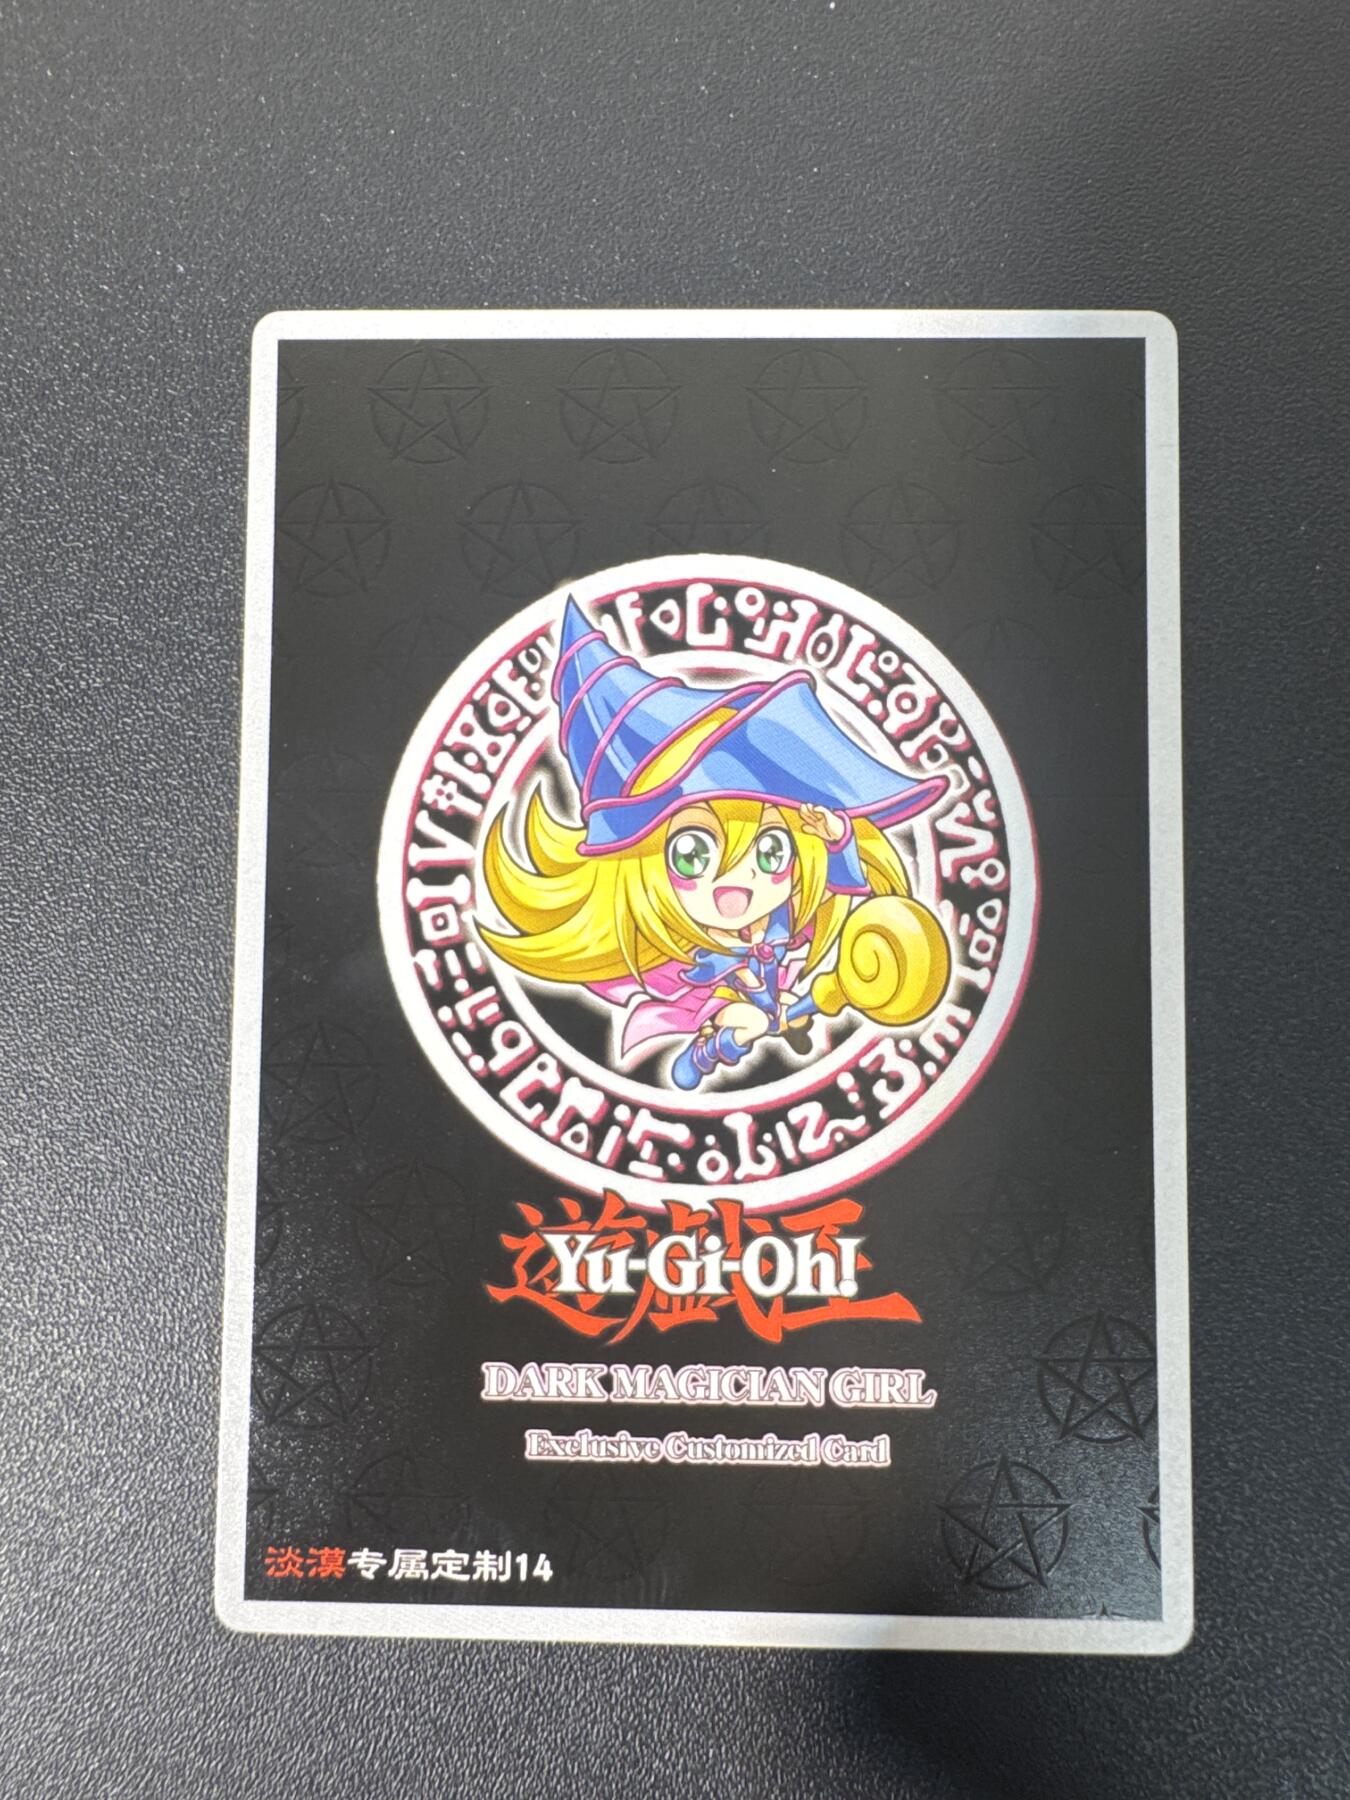 遊戯王
Yu-Gi-Oh!
DARK MAGICIAN GIRL
Exclusive Customized Card
淡漠专属定制14